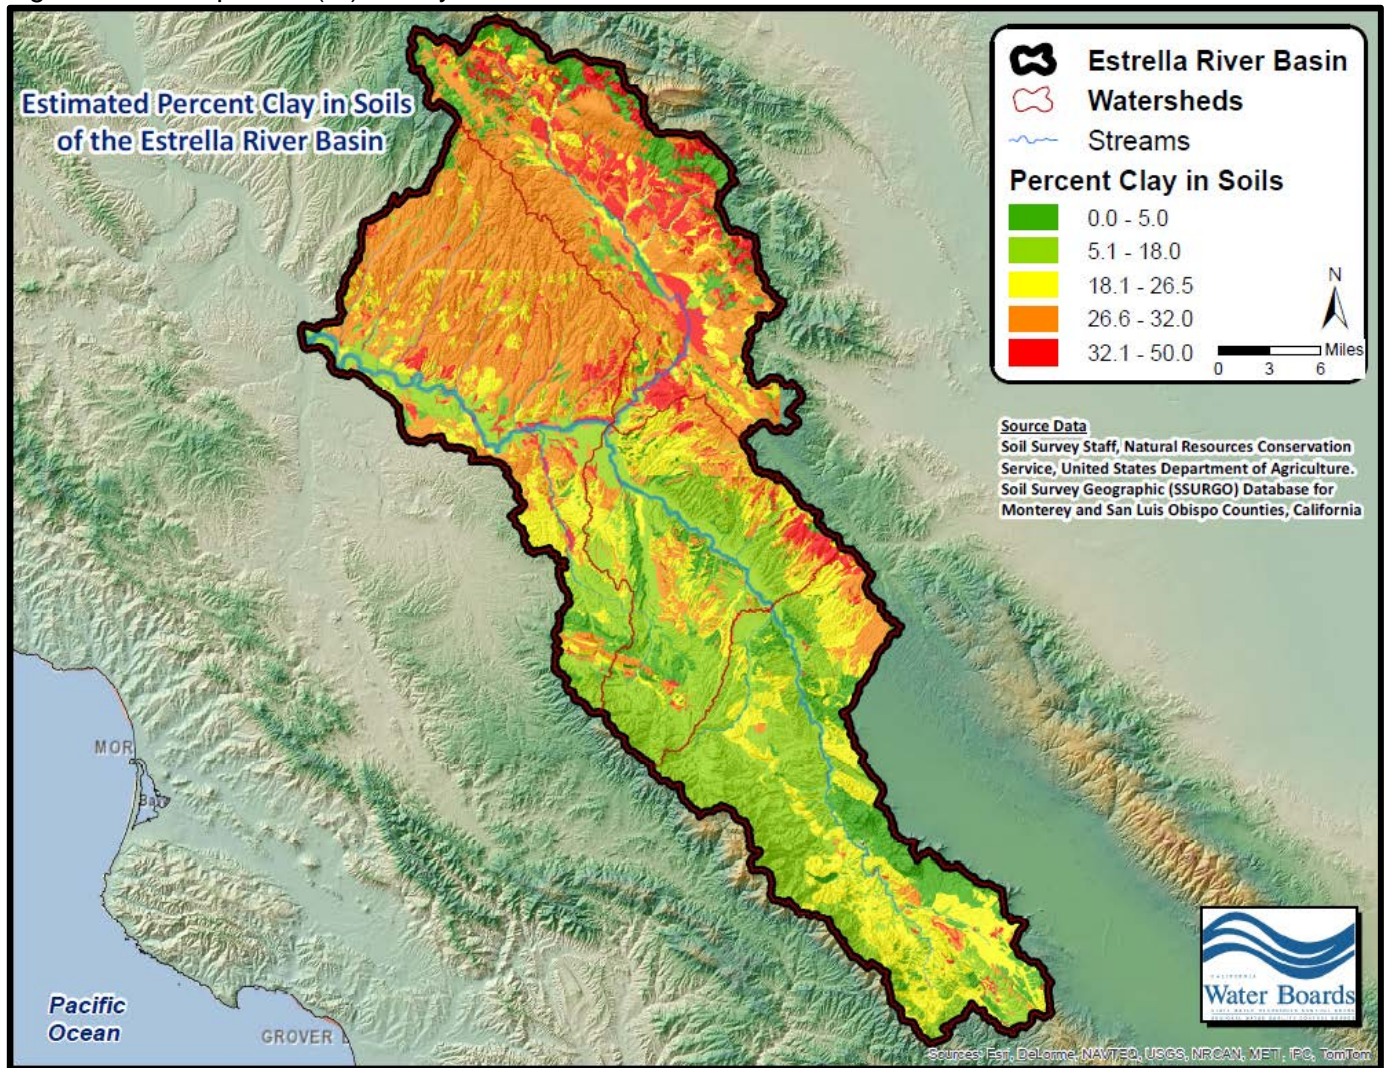 Estimated Percent Clay in Soils
of the Estrella River Basin
Estrella River Basin
Watersheds
Streams
Percent Clay in Soils
0.0 - 5.0
5.1 - 18.0
18.1 - 26.5
26.6 - 32.0
32.1 - 50.0
N
Miles
0 3 6
Source Data
Soil Survey Staff, Natural Resources Conservation
Service, United States Department of Agriculture.
Soil Survey Geographic (SSURGO) Database for
Monterey and San Luis Obispo Counties, California
MOR
Bay
Pacific
Ocean
GROVER
CALIFORNIA
Water Boards
Sources: Esri, DeLorme, NAVTEQ, USGS, NRCAN, METI, iPC, TomTom